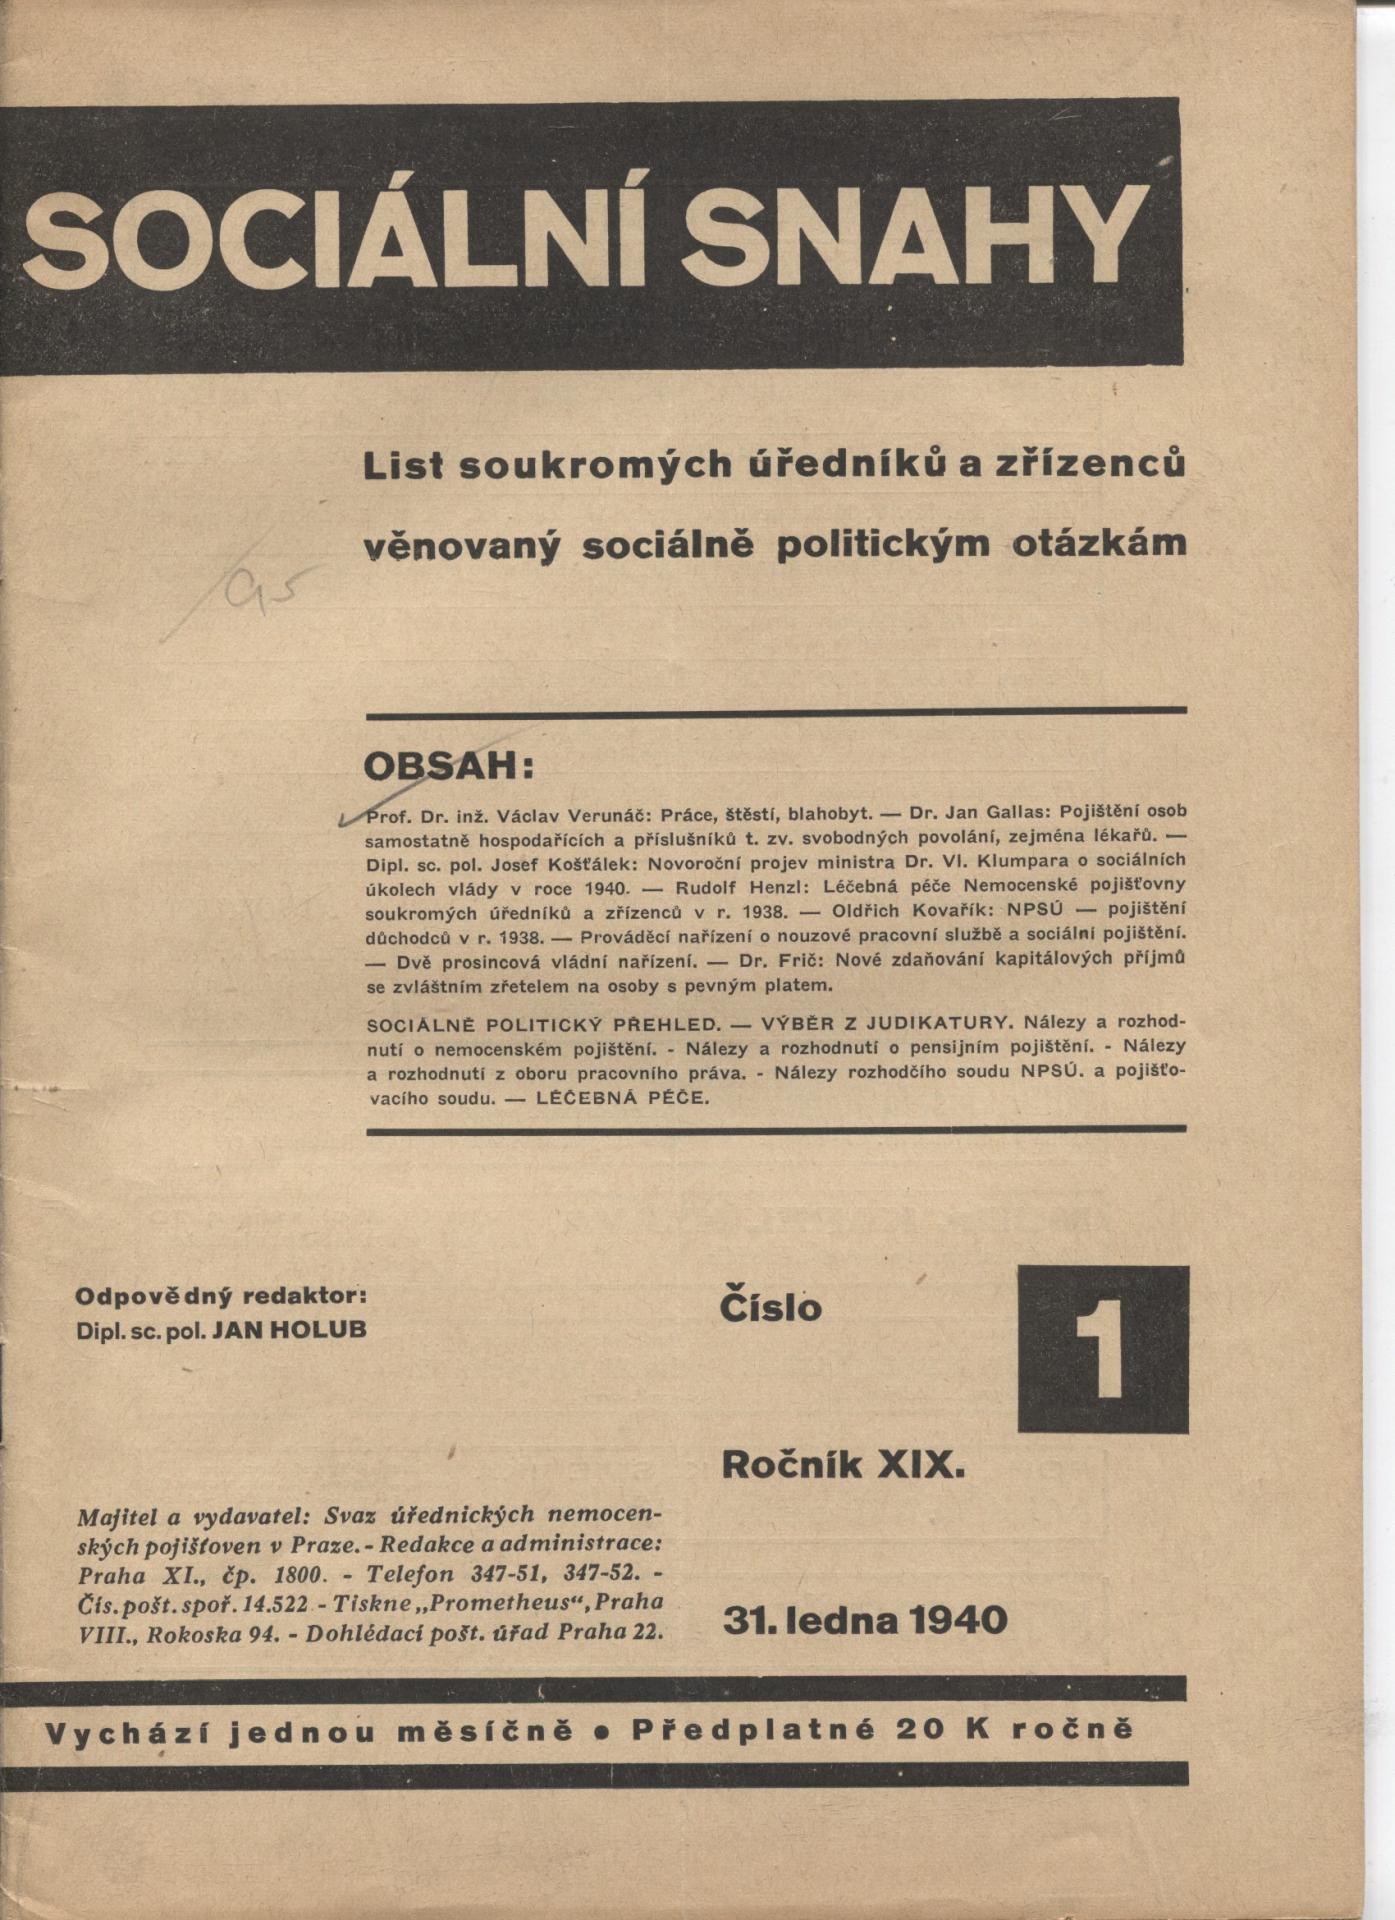 SOCIÁLNÍ SNAHY
List soukromých úředníků a zřízenců
věnovaný sociálně politickým otázkám
OBSAH:
Prof. Dr. inž. Václav Verunáč: Práce, štěstí, blahobyt. — Dr. Jan Gallas: Pojištění osob
samostatně hospodařících a příslušníků t. zv. svobodných povolání, zejména lékařů. —
Dipl. sc. pol. Josef Košťálek: Novoroční projev ministra Dr. Vl. Klumpara o sociálních
úkolech vlády v roce 1940. — Rudolf Henzl: Léčebná péče Nemocenské pojišťovny
soukromých úředníků a zřízenců v r. 1938. — Oldřich Kovařík: NPSÚ — pojištění
důchodců v r. 1938. — Prováděcí nařízení o nouzové pracovní službě a sociální pojištění.
— Dvě prosincová vládní nařízení. — Dr. Frič: Nové zdaňování kapitálových příjmů
se zvláštním zřetelem na osoby s pevným platem.
SOCIÁLNĚ POLITICKÝ PŘEHLED. — VÝBĚR Z JUDIKATURY. Nálezy a rozhod-
nutí o nemocenském pojištění. - Nálezy a rozhodnutí o pensijním pojištění. - Nálezy
a rozhodnutí z oboru pracovního práva. - Nálezy rozhodčího soudu NPSÚ. a pojišťo-
vacího soudu. — LÉČEBNÁ PÉČE.
Odpovědný redaktor:
Dipl. sc. pol. JAN HOLUB
Číslo
1
Ročník XIX.
Majitel a vydavatel: Svaz úřednických nemocen-
ských pojišťoven v Praze. - Redakce a administrace:
Praha XI., čp. 1800. - Telefon 347-51, 347-52. -
Čís. pošt. spoř. 14.522 - Tiskne „Prometheus“, Praha
VIII., Rokoska 94. - Dohlédací pošt. úřad Praha 22.
31. ledna 1940
Vychází jednou měsíčně • Předplatné 20 K ročně